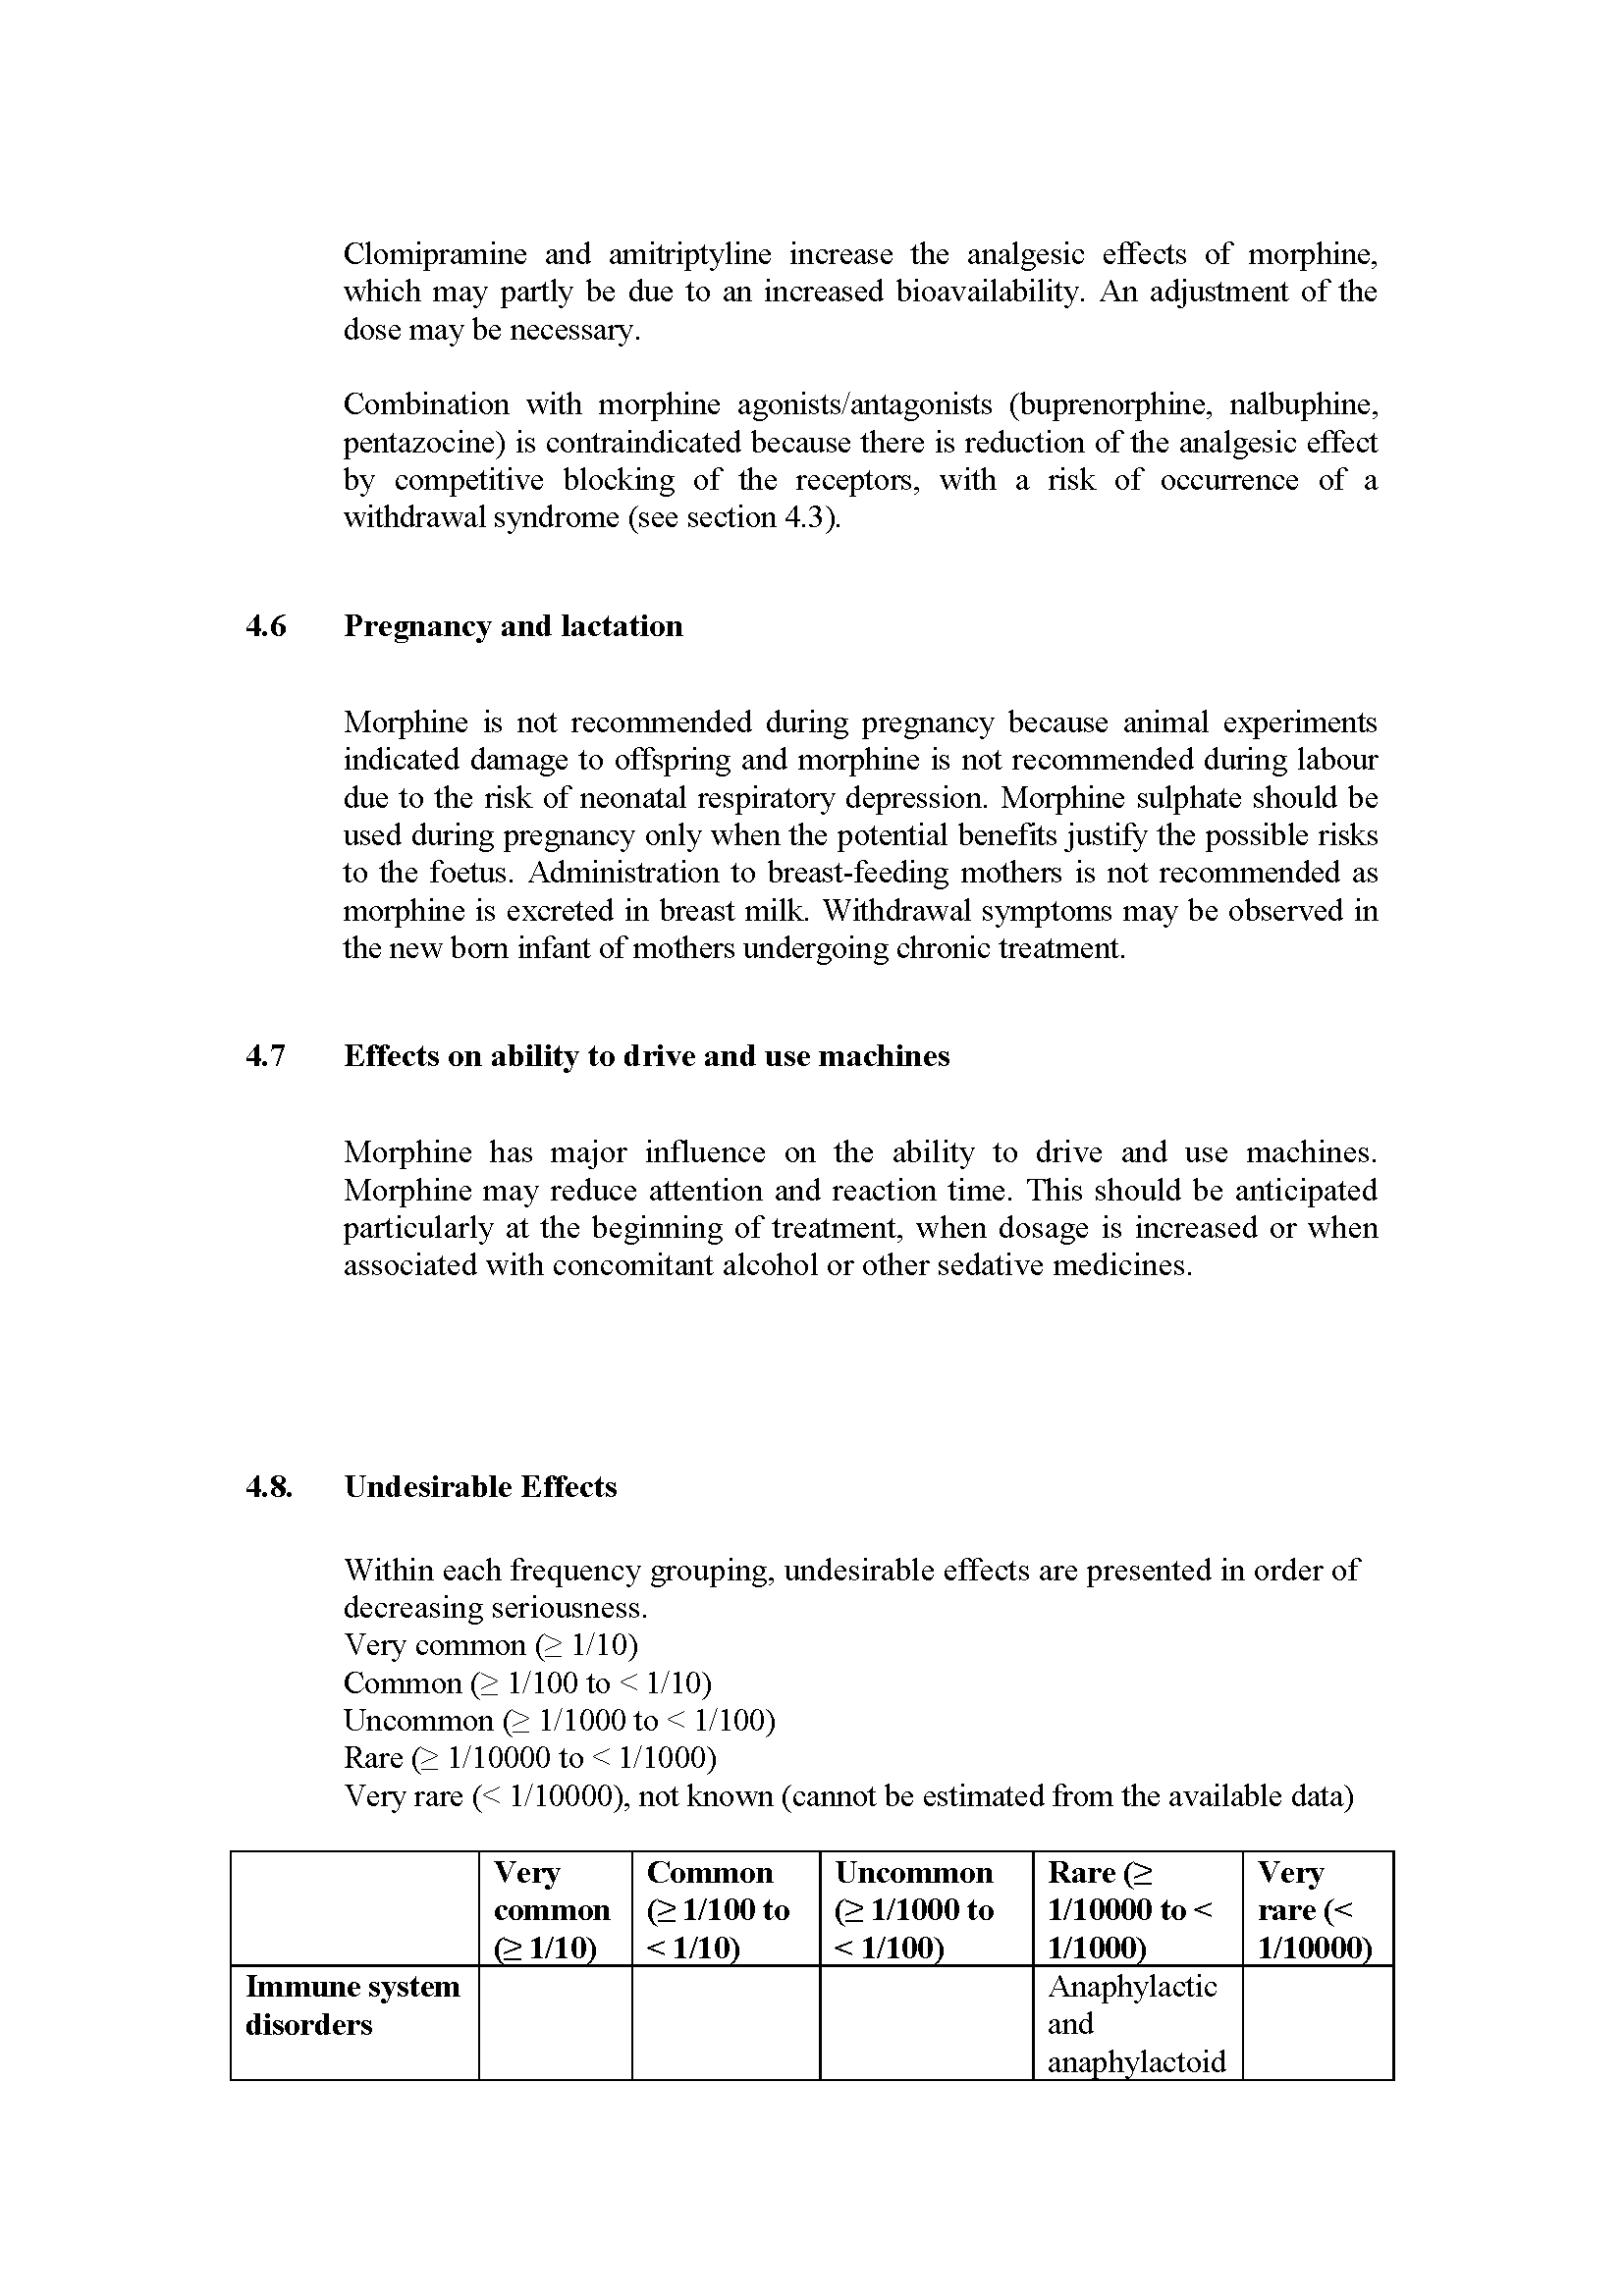 Clomipramine and amitriptyline increase the analgesic effects of morphine,
which may partly be due to an increased bioavailability. An adjustment of the
dose may be necessary.
Combination with morphine agonists/antagonists (buprenorphine, nalbuphine,
pentazocine) is contraindicated because there is reduction of the analgesic effect
by competitive blocking of the receptors, with a risk of occurrence of a
withdrawal syndrome (see section 4.3).
4.6 Pregnancy and lactation
Morphine is not recommended during pregnancy because animal experiments
indicated damage to offspring and morphine is not recommended during labour
due to the risk of neonatal respiratory depression. Morphine sulphate should be
used during pregnancy only when the potential benefits justify the possible risks
to the foetus. Administration to breast-feeding mothers is not recommended as
morphine is excreted in breast milk. Withdrawal symptoms may be observed in
the new born infant of mothers undergoing chronic treatment.
4.7 Effects on ability to drive and use machines
Morphine has major influence on the ability to drive and use machines.
Morphine may reduce attention and reaction time. This should be anticipated
particularly at the beginning of treatment, when dosage is increased or when
associated with concomitant alcohol or other sedative medicines.
4.8. Undesirable Effects
Within each frequency grouping, undesirable effects are presented in order of
decreasing seriousness.
Very common (≥ 1/10)
Common (≥ 1/100 to < 1/10)
Uncommon (≥ 1/1000 to < 1/100)
Rare (≥ 1/10000 to < 1/1000)
Very rare (< 1/10000), not known (cannot be estimated from the available data)
Very Common Uncommon Rare (≥ Very
common (≥ 1/100 to (≥ 1/1000 to 1/10000 to < rare (<
(≥ 1/10) < 1/10) < 1/100) 1/1000) 1/10000)
Immune system Anaphylactic
disorders and
anaphylactoid